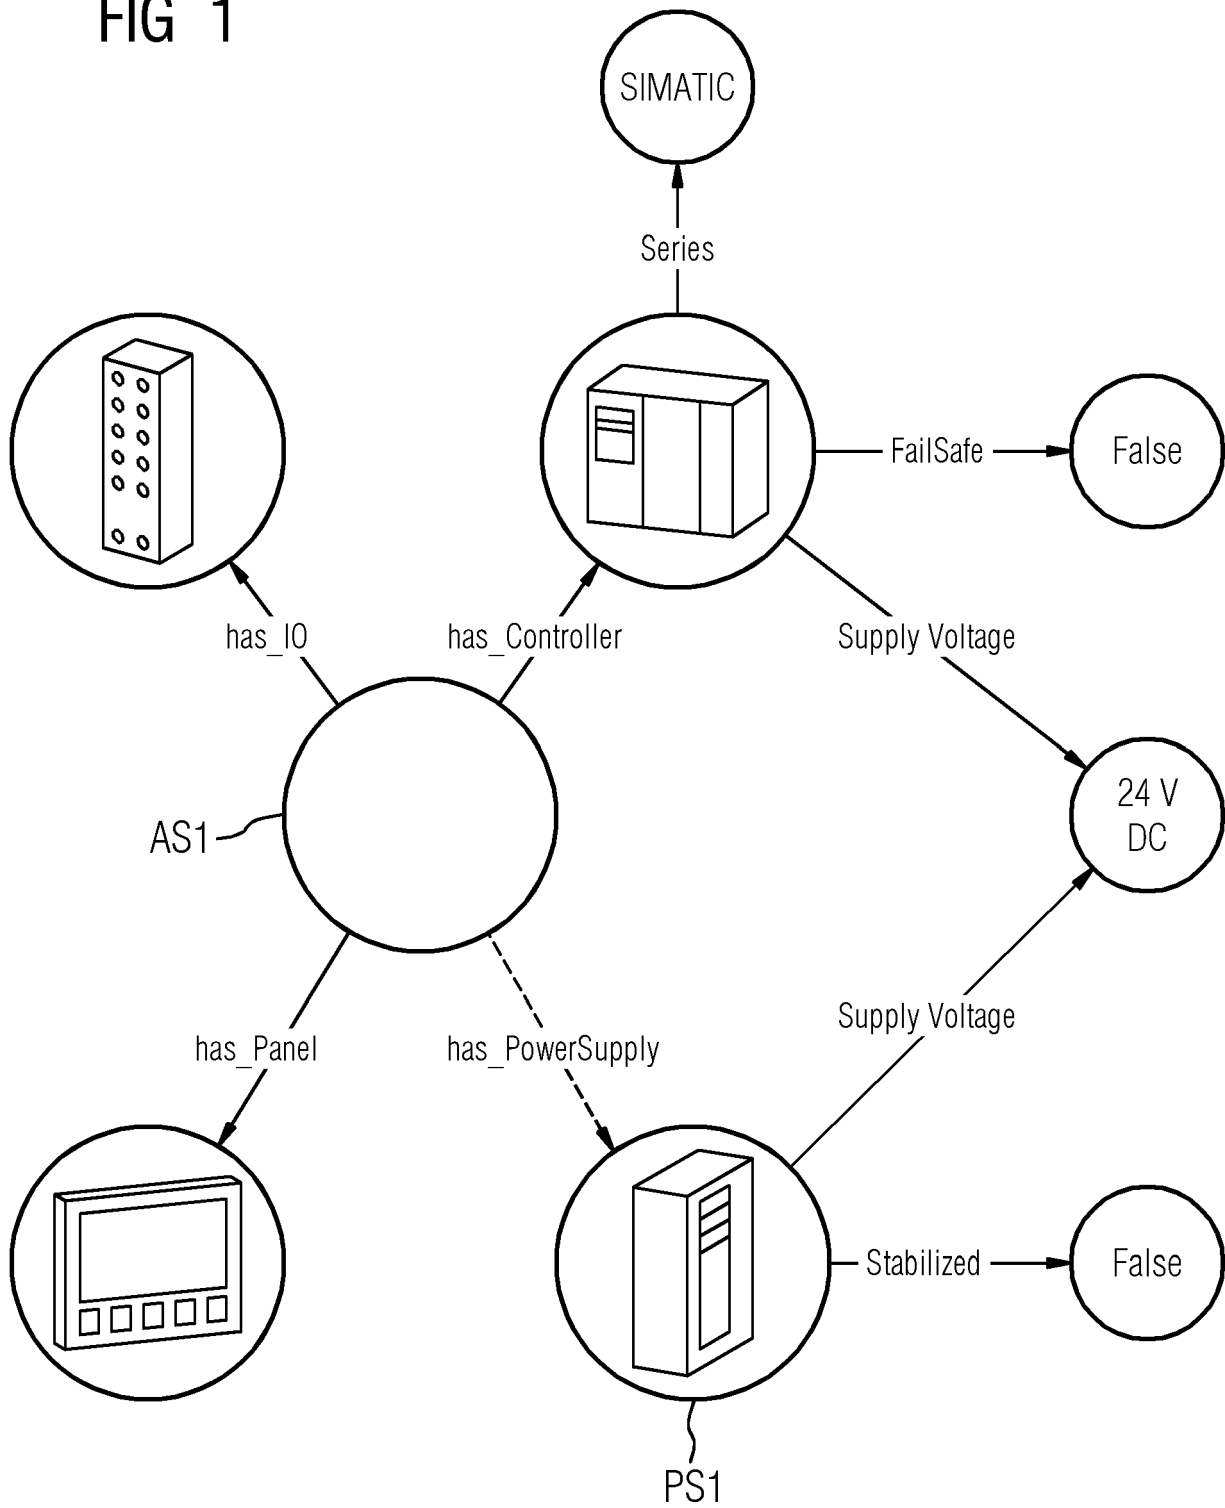 FIG 1
SIMATIC
Series
FailSafe
False
has_IO
has_Controller
Supply Voltage
24 V
DC
AS1
Supply Voltage
has_Panel
has_PowerSupply
Stabilized
False
PS1